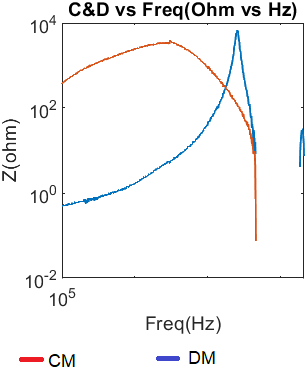 C&D vs Freq(Ohm vs Hz)
10^4
10^2
10^0
10^-2
Z(ohm)
10^5
Freq(Hz)
CM DM